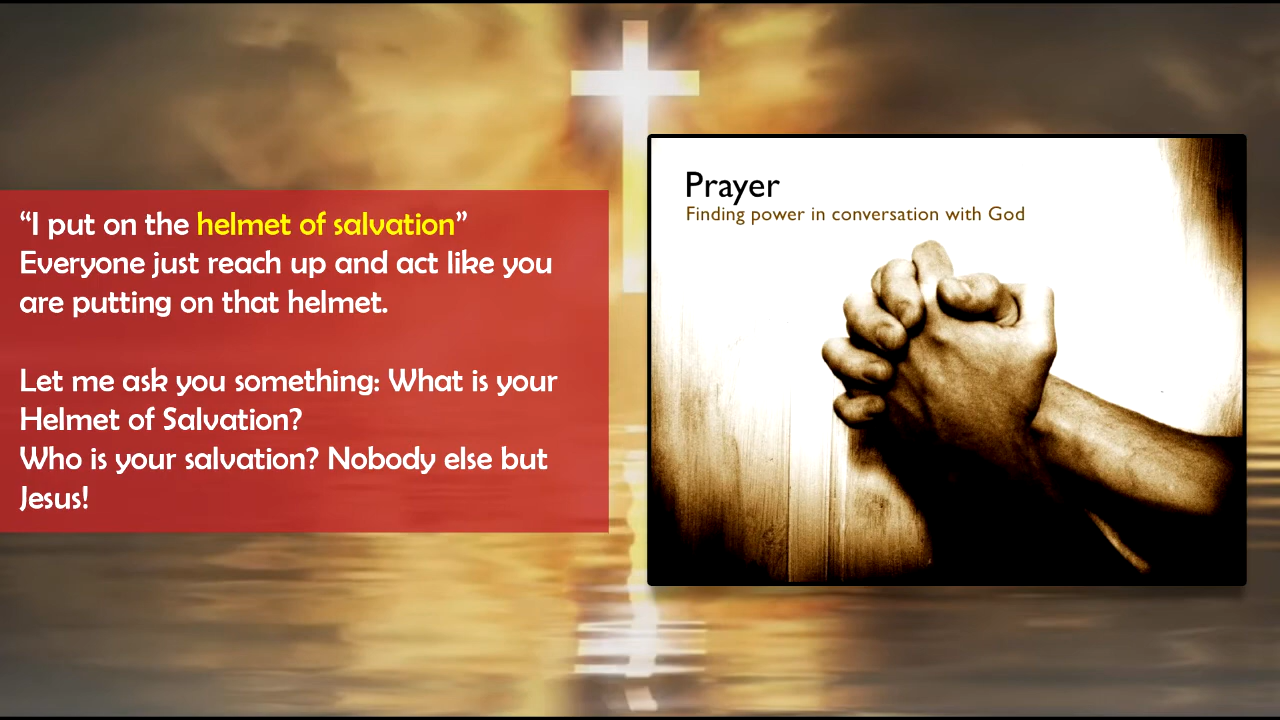 “I put on the helmet of salvation”
Everyone just reach up and act like you
are putting on that helmet.
Let me ask you something: What is your
Helmet of Salvation?
Who is your salvation? Nobody else but
Jesus!
Prayer
Finding power in conversation with God